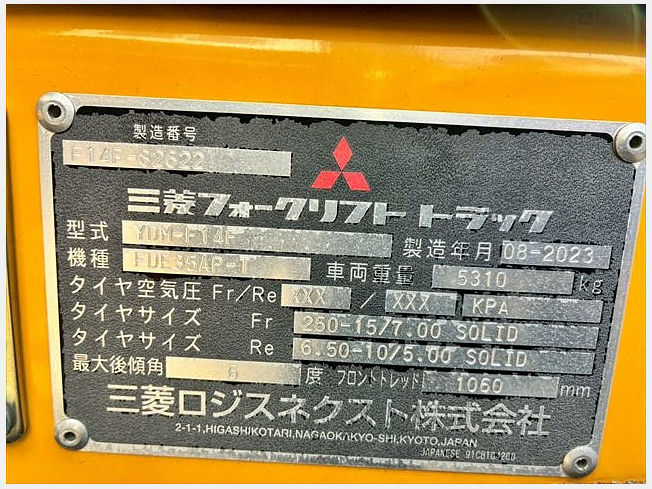 製造番号
F14F-82622
三菱フォークリフト トラック
型式 YDM-F14F 製造年月 08-2023
機種 車両重量 5310 kg
タイヤ空気圧 Fr/Re XXX / XXX KPA
タイヤサイズ Fr 250-15/7.00 SOLID
タイヤサイズ Re 6.50-10/5.00 SOLID
最大後傾角 6 度 フロントトレッド 1060 mm
三菱ロジスネクスト株式会社
2-1-1,HIGASHIKOTARI,NAGAOKAKYO-SHI,KYOTO,JAPAN
JAPANESE